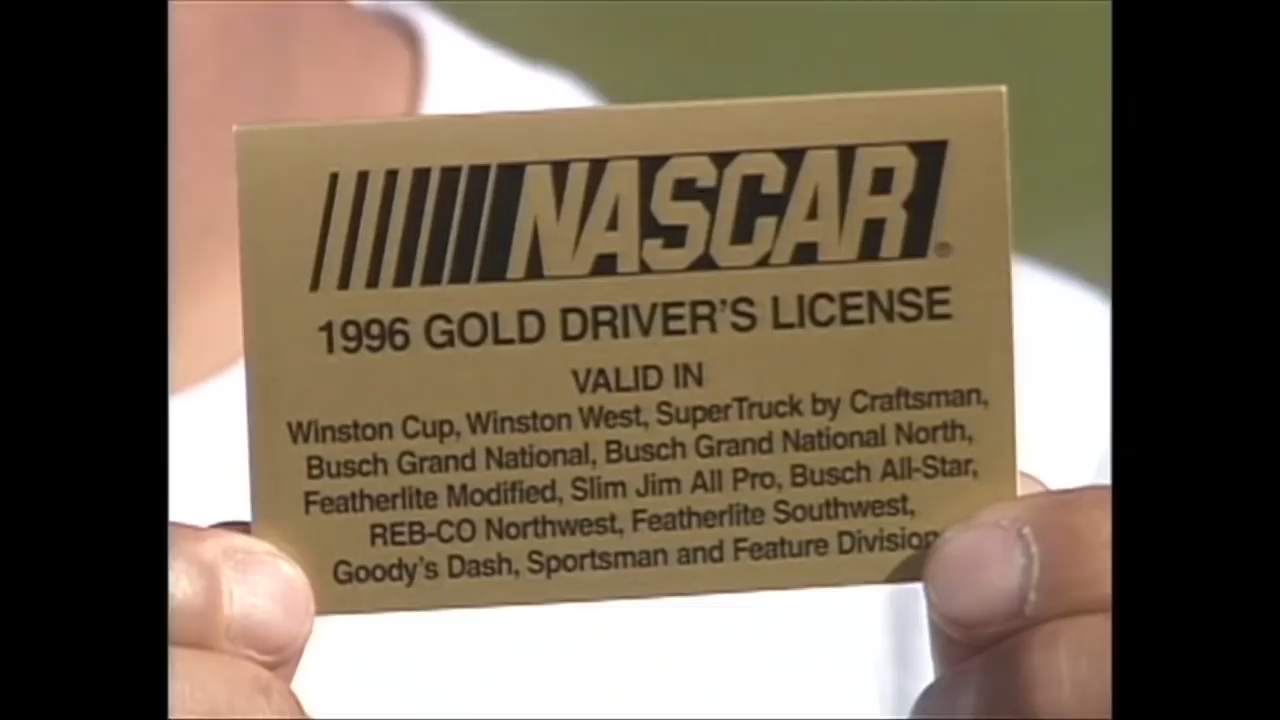 NASCAR
1996 GOLD DRIVER'S LICENSE
VALID IN
Winston Cup, Winston West, SuperTruck by Craftsman,
Busch Grand National, Busch Grand National North,
Featherlite Modified, Slim Jim All Pro, Busch All-Star,
REB-CO Northwest, Featherlite Southwest,
Goody's Dash, Sportsman and Feature Division